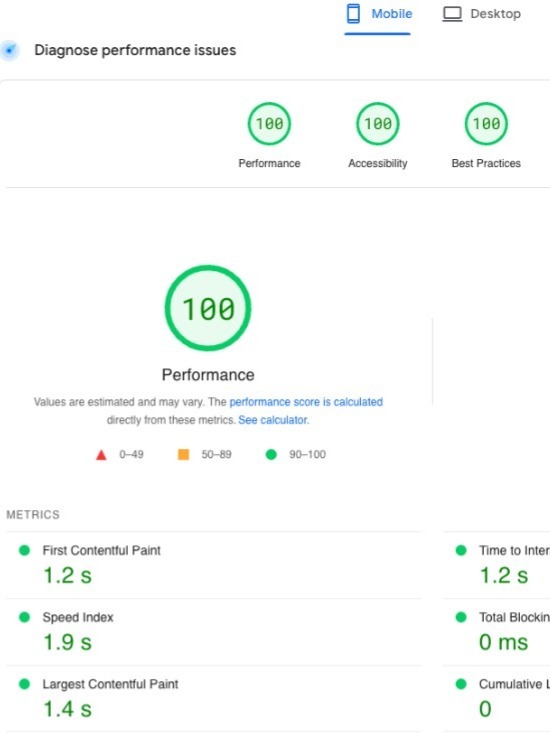 Mobile Desktop
Diagnose performance issues
100 100 100
Performance Accessibility Best Practices
100
Performance
Values are estimated and may vary. The performance score is calculated
directly from these metrics. See calculator.
0–49 50–89 90–100
METRICS
First Contentful Paint Time to Inter
1.2 s 1.2 s
Speed Index Total Blockin
1.9 s 0 ms
Largest Contentful Paint Cumulative L
1.4 s 0